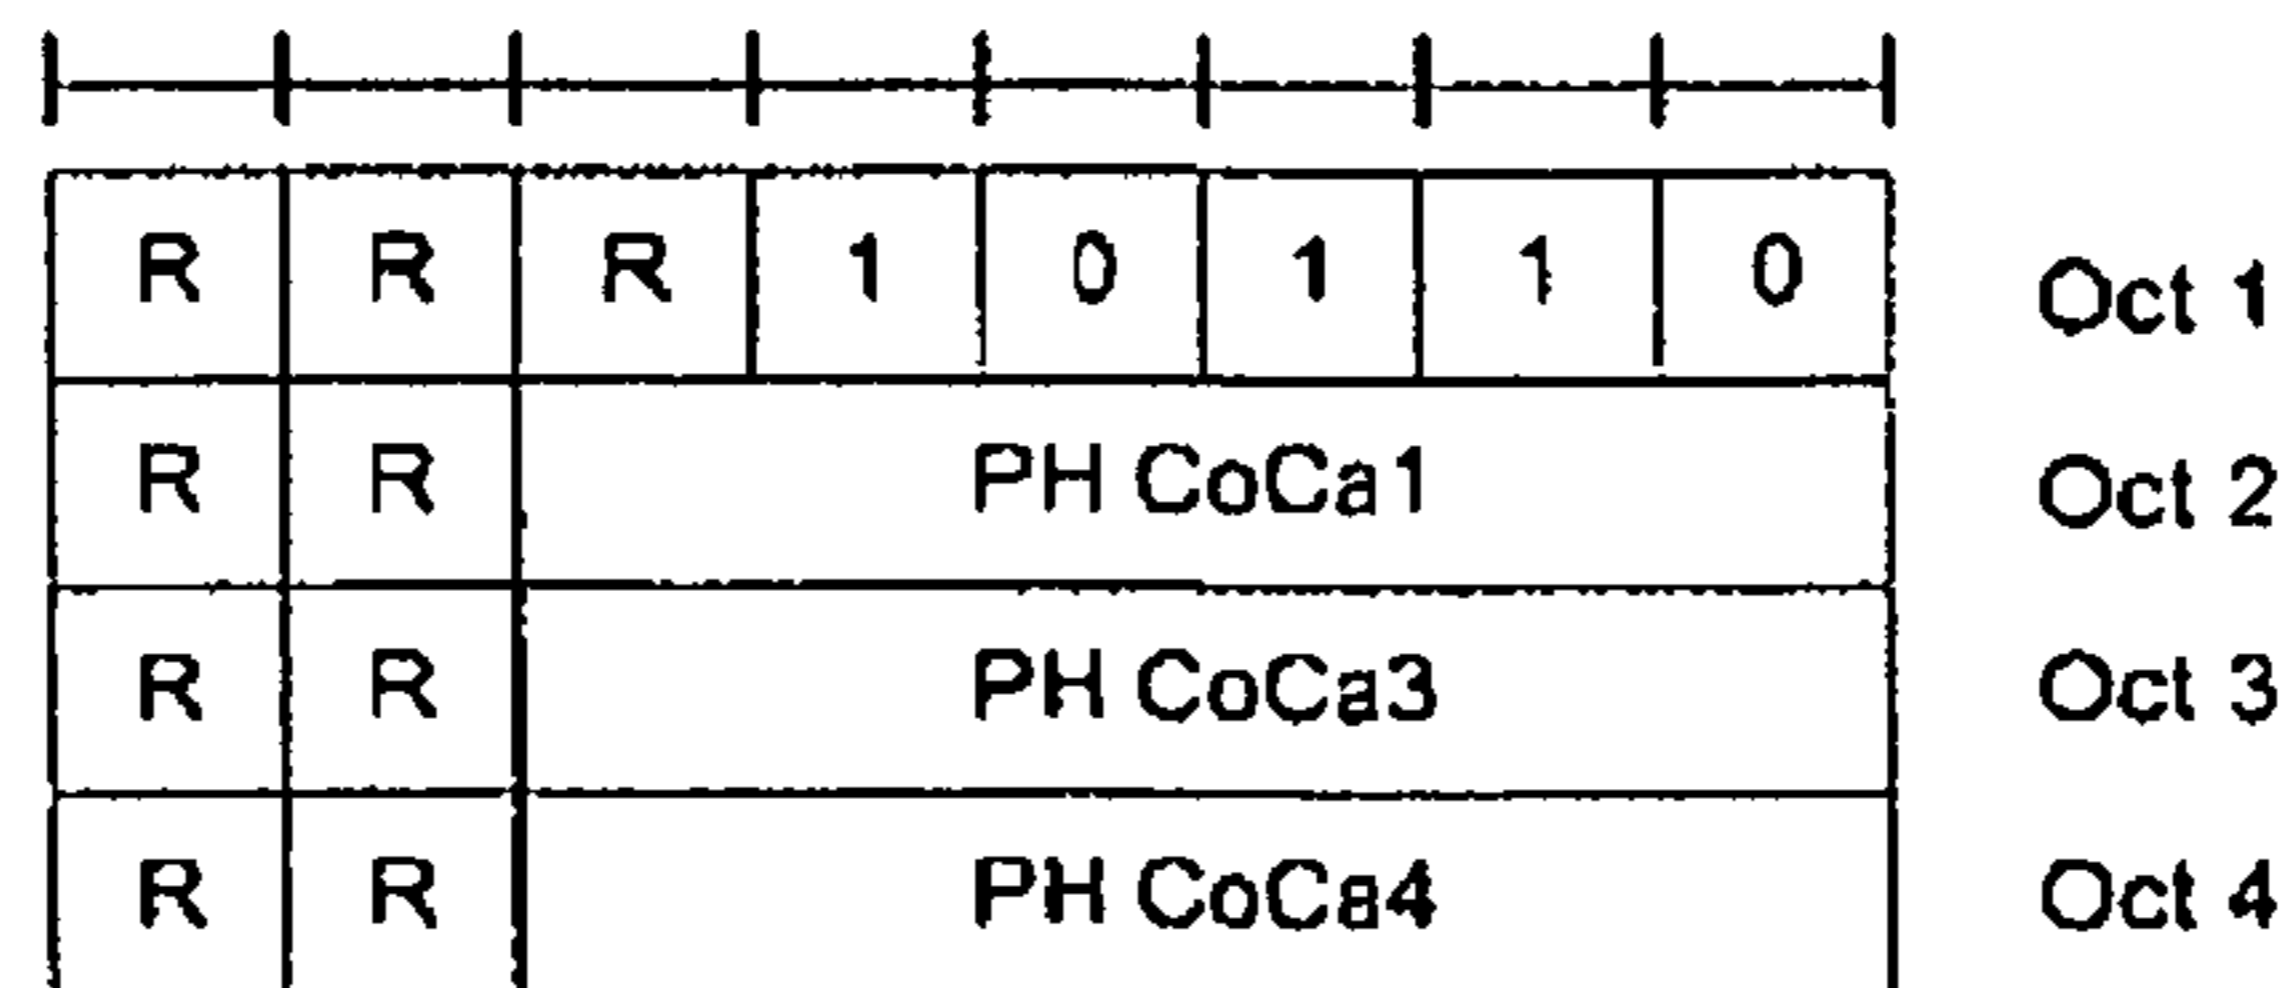 R R R 1 0 1 1 0 Oct 1
R R PH CoCa1 Oct 2
R R PH CoCa3 Oct 3
R R PH CoCa4 Oct 4